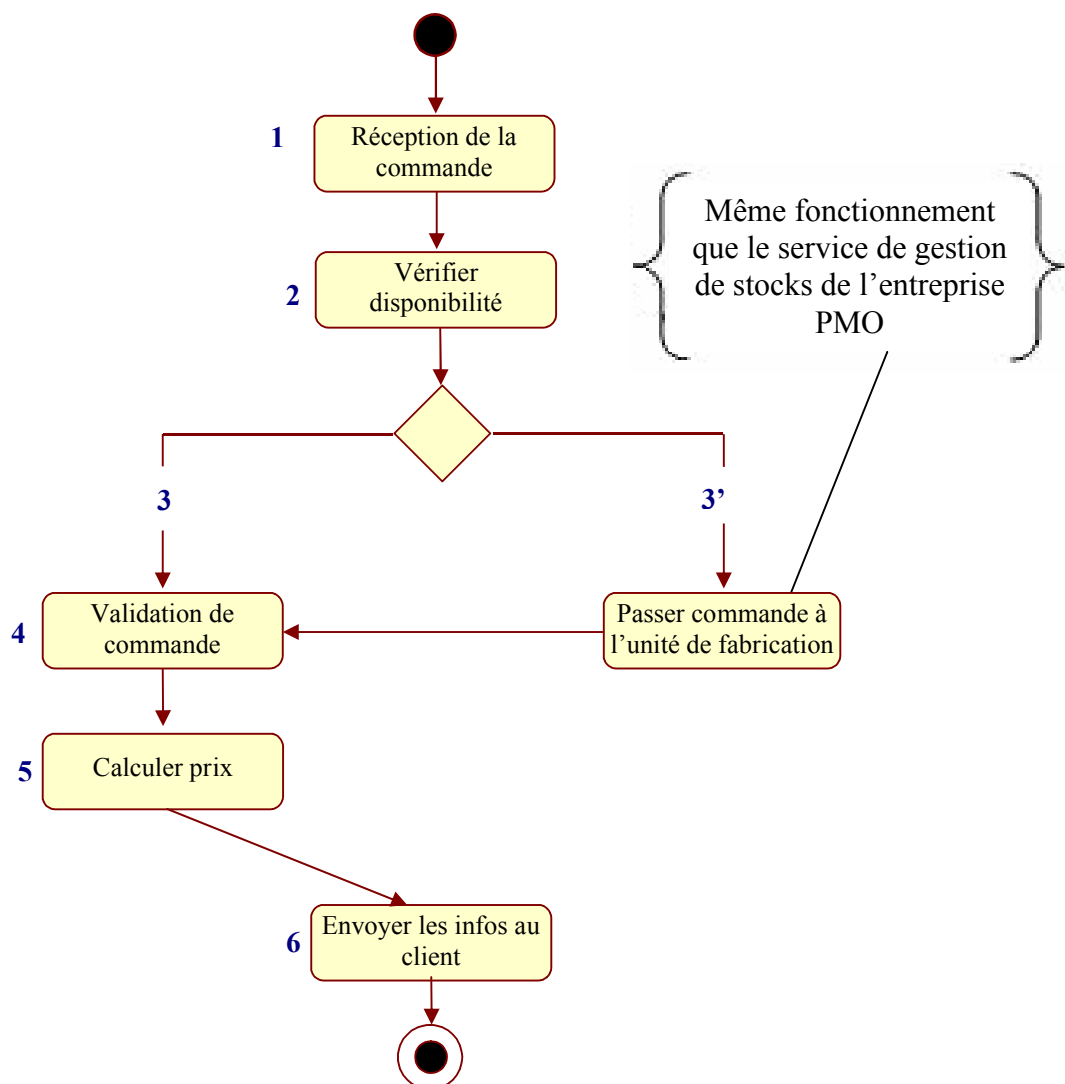 1
Réception de la
commande
Même fonctionnement
que le service de gestion
de stocks de l’entreprise
PMO
2
Vérifier
disponibilité
3
3’
4
Validation de
commande
Passer commande à
l’unité de fabrication
5
Calculer prix
6
Envoyer les infos au
client